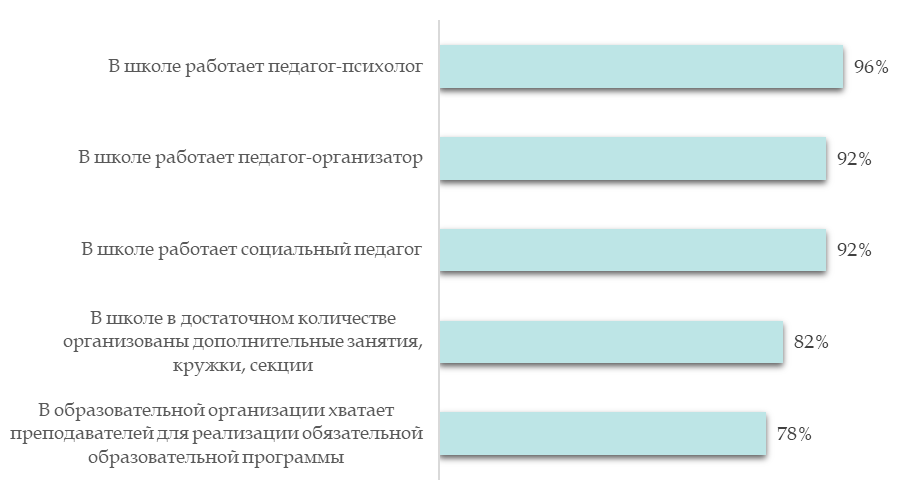 В школе работает педагог-психолог
96%
В школе работает педагог-организатор
92%
В школе работает социальный педагог
92%
В школе в достаточном количестве
организованы дополнительные занятия,
кружки, секции
82%
В образовательной организации хватает
преподавателей для реализации обязательной
образовательной программы
78%